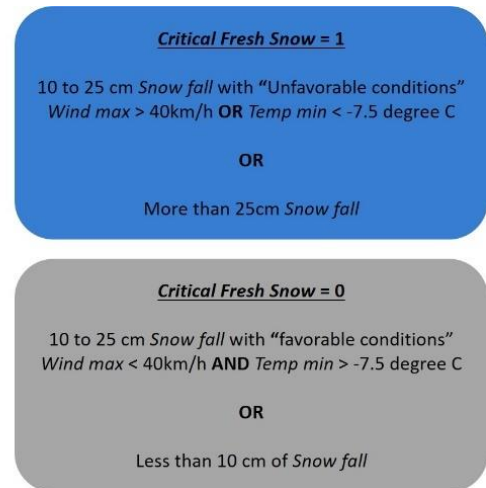 Critical Fresh Snow = 1
10 to 25 cm Snow fall with “Unfavorable conditions”
Wind max > 40km/h OR Temp min < -7.5 degree C
OR
More than 25cm Snow fall
Critical Fresh Snow = 0
10 to 25 cm Snow fall with “favorable conditions”
Wind max < 40km/h AND Temp min > -7.5 degree C
OR
Less than 10 cm of Snow fall